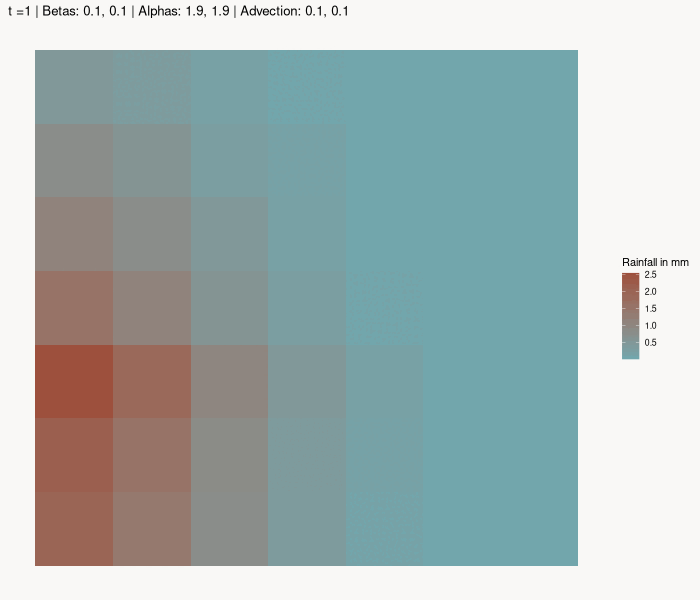 t =1 | Betas: 0.1, 0.1 | Alphas: 1.9, 1.9 | Advection: 0.1, 0.1
Rainfall in mm
2.5
2.0
1.5
1.0
0.5